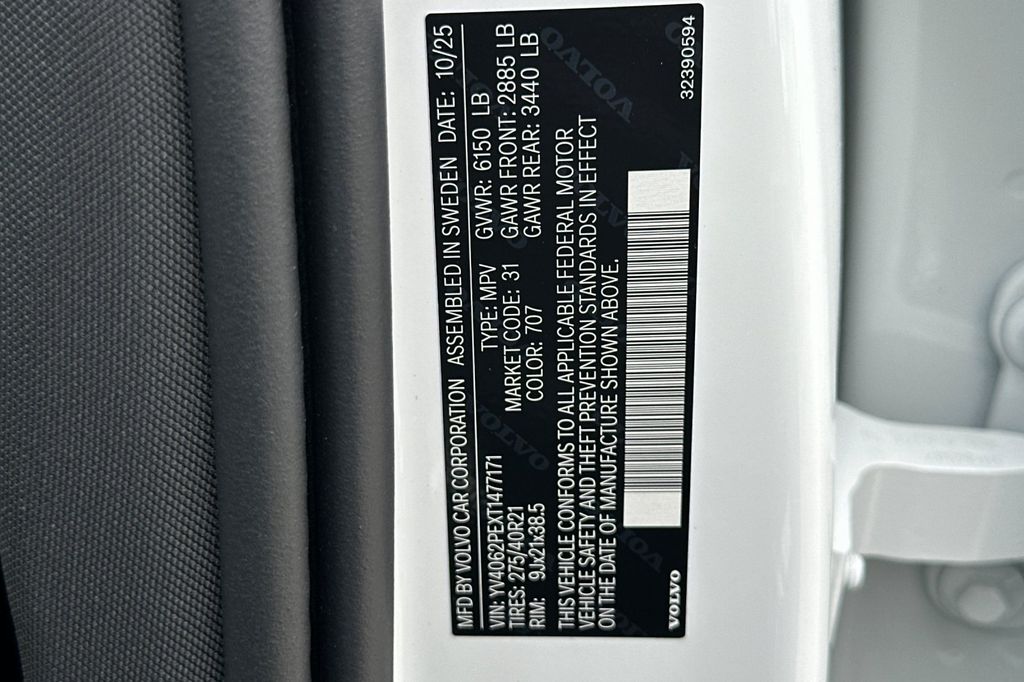 MFD BY VOLVO CAR CORPORATION ASSEMBLED IN SWEDEN DATE: 10/25
VIN: YV4062PEXT1477171 TYPE: MPV GVWR: 6150 LB
TIRES: 275/40R21 MARKET CODE: 31 GAWR FRONT: 2885 LB
RIM: 9Jx21x38.5 COLOR: 707 GAWR REAR: 3440 LB
THIS VEHICLE CONFORMS TO ALL APPLICABLE FEDERAL MOTOR
VEHICLE SAFETY AND THEFT PREVENTION STANDARDS IN EFFECT
ON THE DATE OF MANUFACTURE SHOWN ABOVE.
VOLVO 32390594